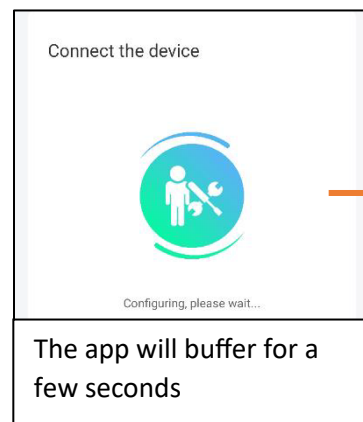 Connect the device
Configuring, please wait...
The app will buffer for a
few seconds